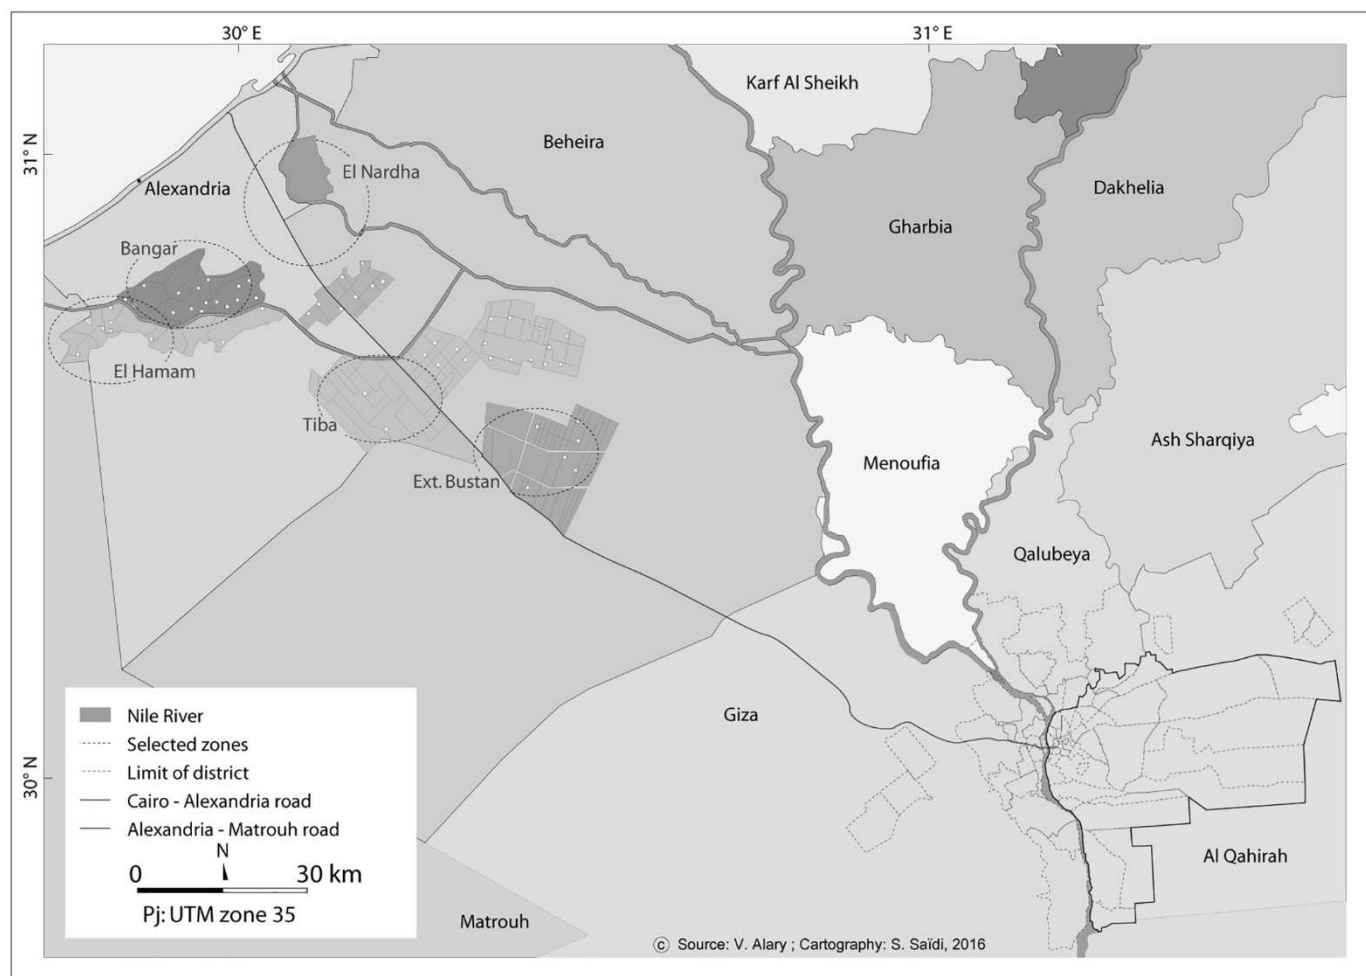 30° E
31° E
31° N
30° N
Karf Al Sheikh
Beheira
El Nardha
Alexandria
Dakhelia
Gharbia
Bangar
El Hamam
Tiba
Ext. Bustan
Menoufia
Ash Sharqiya
Qalubeya
Giza
Al Qahirah
Matrouh
Nile River
Selected zones
Limit of district
Cairo - Alexandria road
Alexandria - Matrouh road
N
0 30 km
Pj: UTM zone 35
© Source: V. Alary ; Cartography: S. Saïdi, 2016